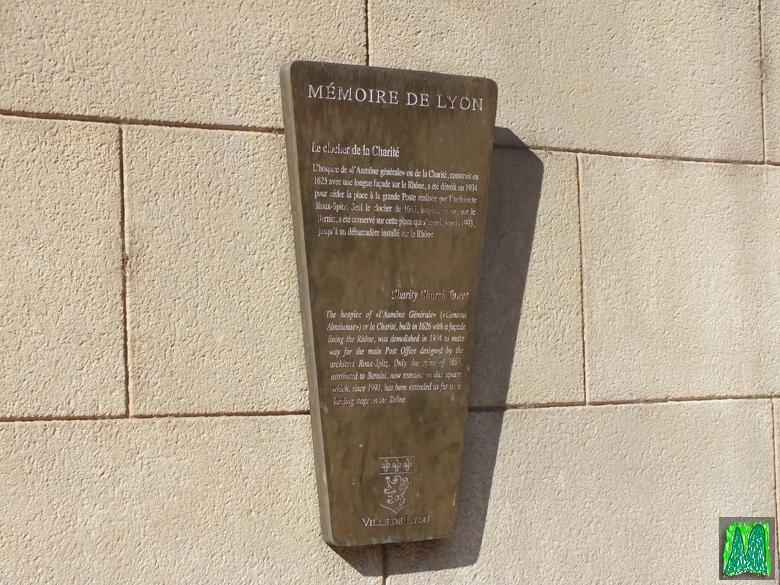 MÉMOIRE DE LYON
Le clocher de la Charité
L'hospice de «l'Aumône générale» ou de la Charité, construit en
1625 avec une longue façade sur le Rhône, a été démoli en 1934
pour céder la place à la grande Poste réalisée par l'architecte
Roux-Spitz. Seul le clocher de 1665, par le
Bernini, a été conservé sur cette place qui s'étend, depuis 1993,
jusqu'à un débarcadère installé sur le Rhône.
Charity Church Tower
The hospice of «l'Aumône Générale» («General
Almshouse») or la Charité, built in 1626 with a façade
lining the Rhône, was demolished in 1934 to make
way for the main Post Office designed by the
architect Roux-Spitz. Only the spire of 1665,
attributed to Bernini, now remains on this square
which, since 1993, has been extended as far as a
landing stage on the Rhône.
VILLE DE LYON